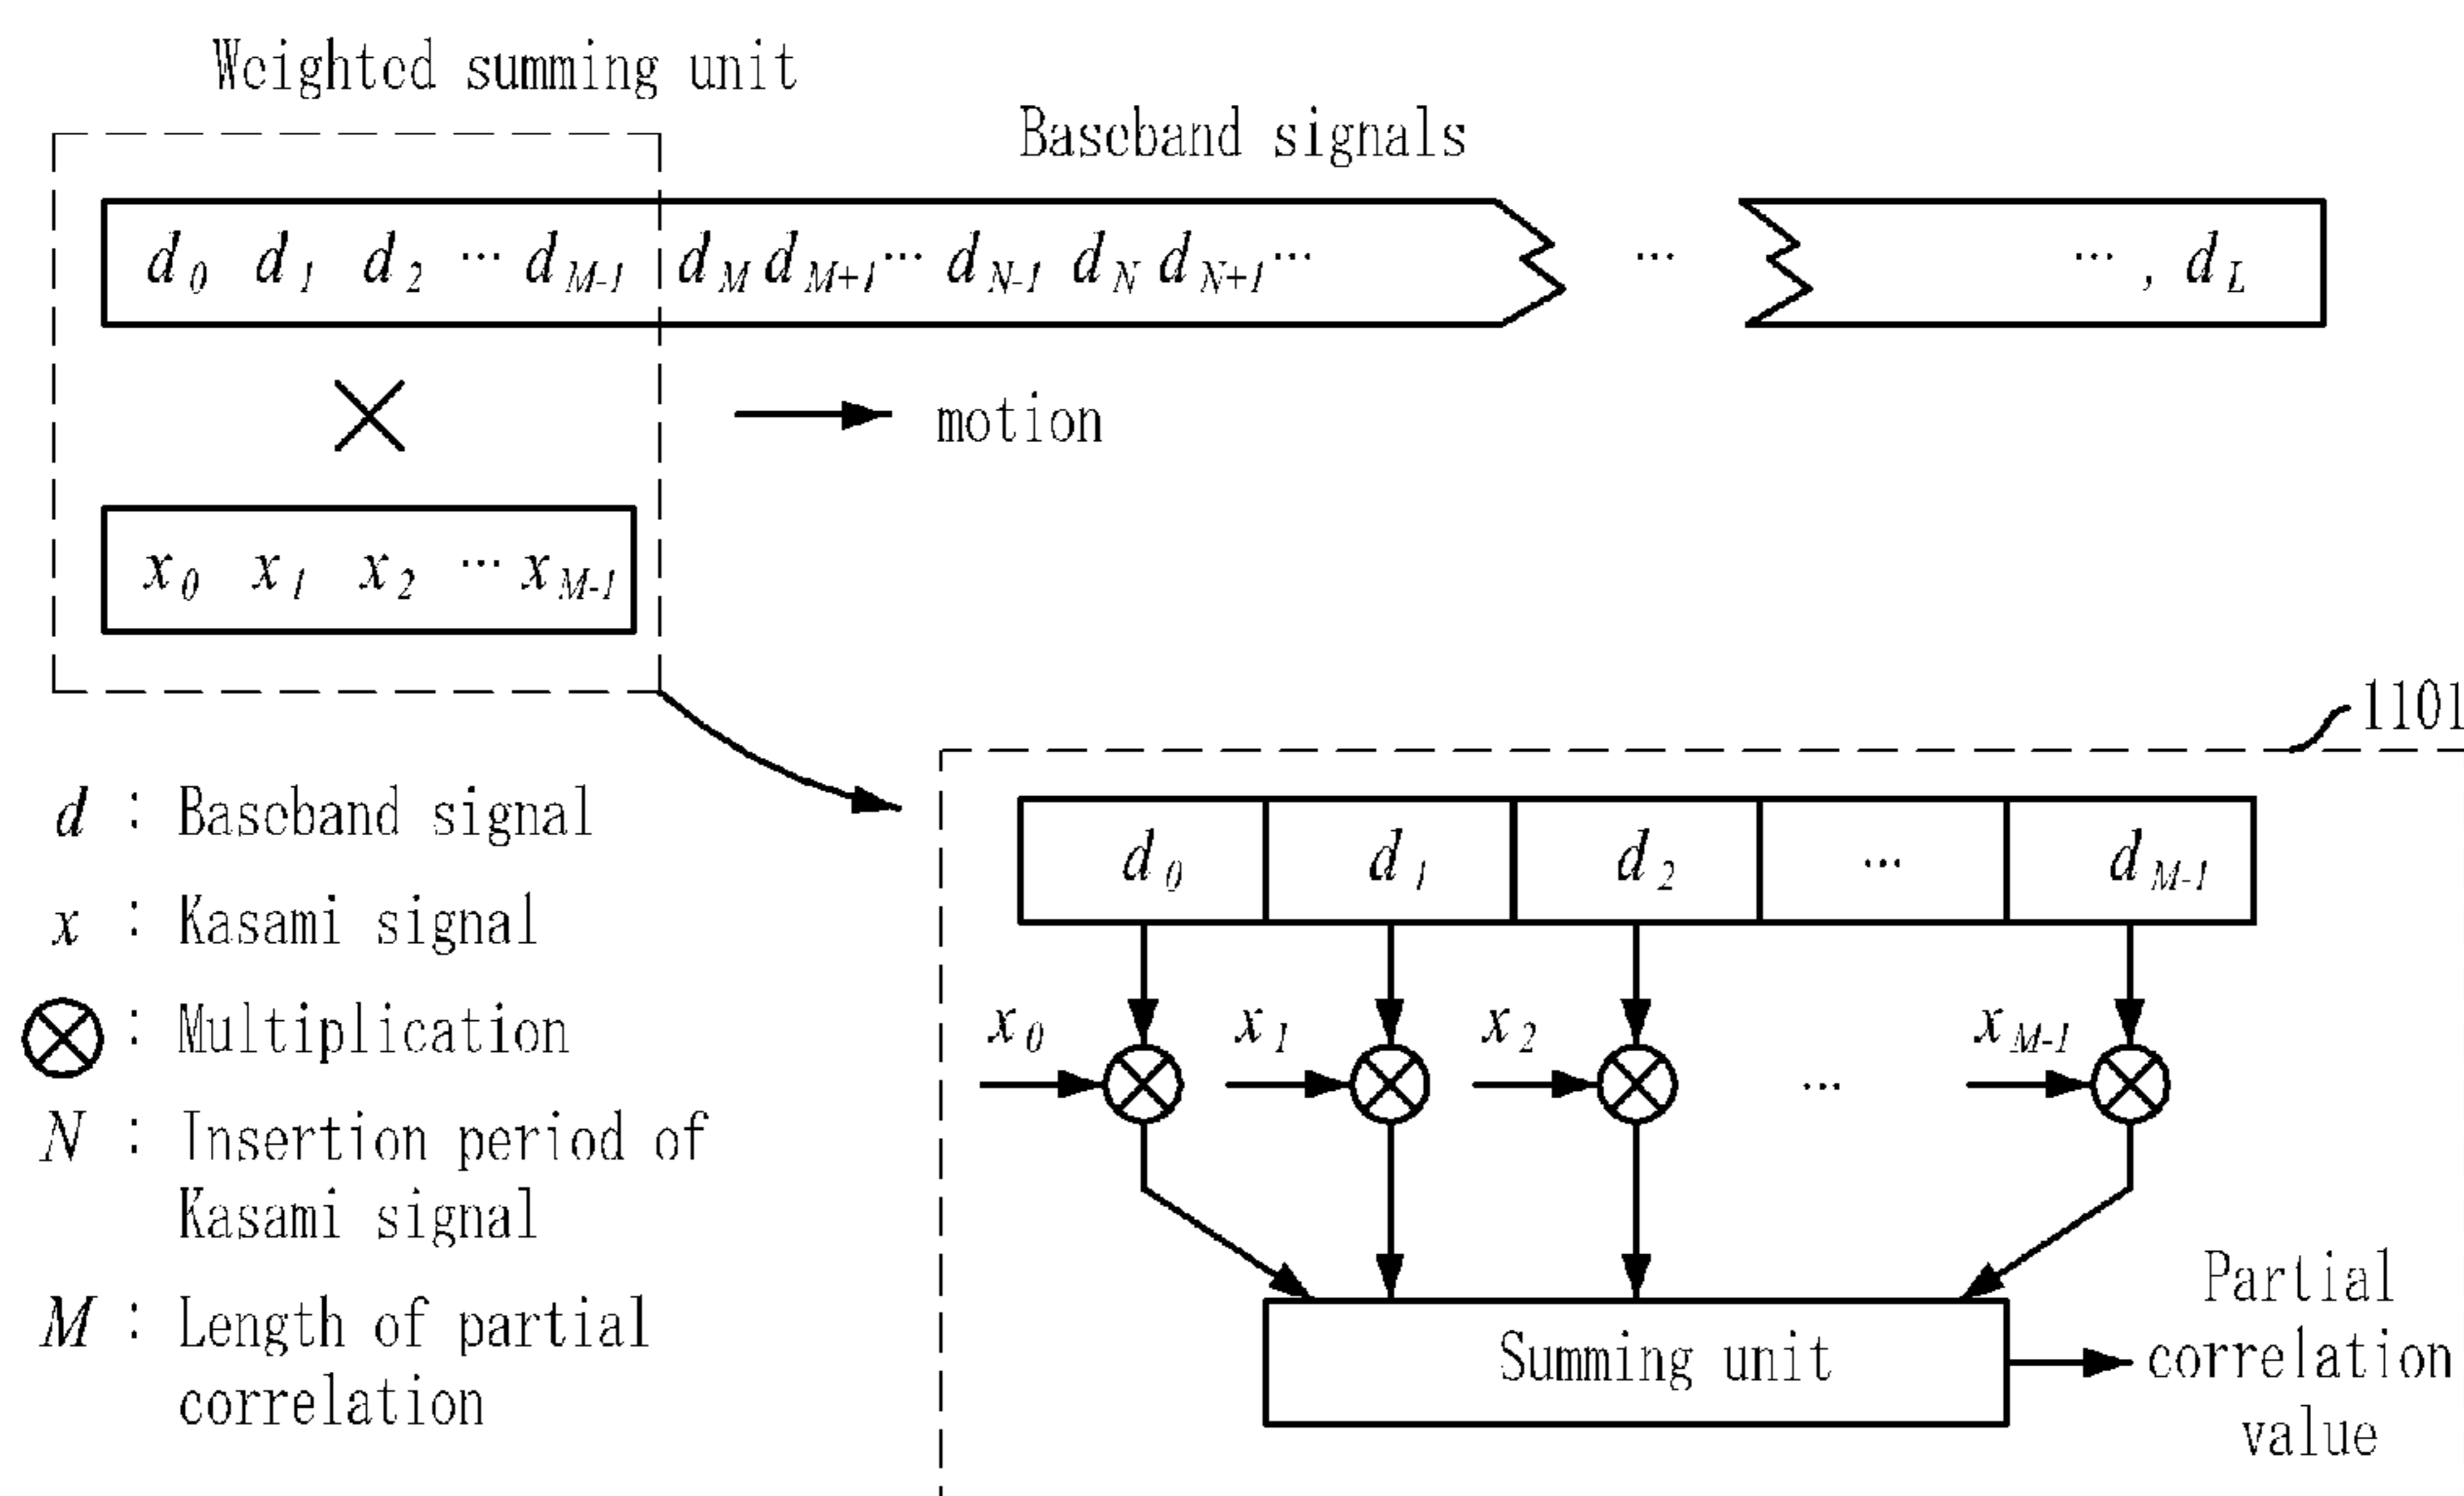 Weighted summing unit
Baseband signals
d0 d1 d2 ... dM-1 dM dM+1 ... dN-1 dN dN+1 ... ... ... , dL
motion
x0 x1 x2 ... xM-1
1101
d : Baseband signal
x : Kasami signal
⊗ : Multiplication
N : Insertion period of
Kasami signal
M : Length of partial
correlation
d0 d1 d2 ... dM-1
x0 x1 x2 ... xM-1
Summing unit
Partial
correlation
value